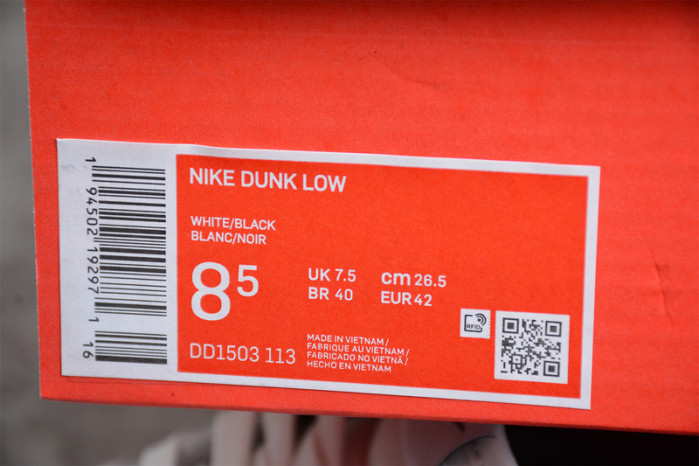 NIKE DUNK LOW
WHITE/BLACK
BLANC/NOIR
8 5
UK 7.5 cm 26.5
BR 40 EUR 42
DD1503 113
MADE IN VIETNAM /
FABRIQUE AU VIETNAM /
FABRICADO NO VIETNÃ /
HECHO EN VIETNAM
RFID
1 94502 19297 1 16